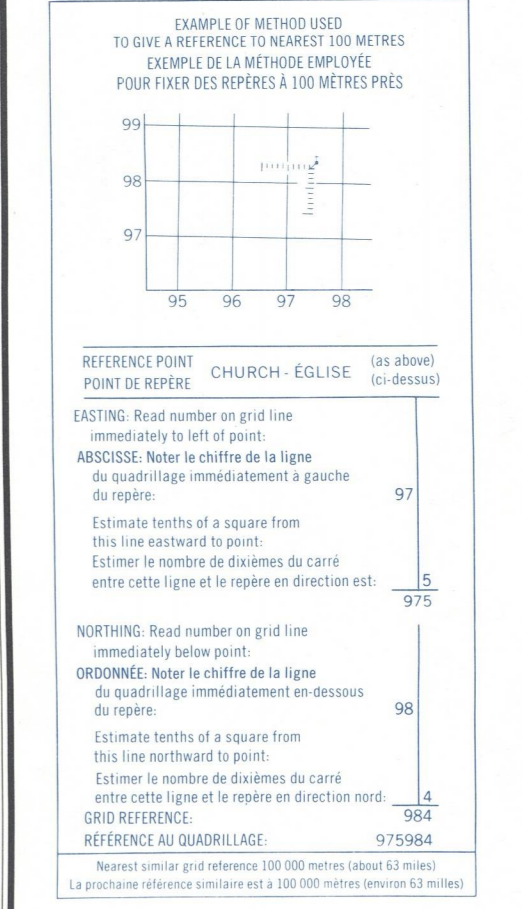 EXAMPLE OF METHOD USED
TO GIVE A REFERENCE TO NEAREST 100 METRES
EXEMPLE DE LA MÉTHODE EMPLOYÉE
POUR FIXER DES REPÈRES À 100 MÈTRES PRÈS
99
98
97
95 96 97 98
REFERENCE POINT
POINT DE REPÈRE
CHURCH - ÉGLISE
(as above)
(ci-dessus)
EASTING: Read number on grid line
immediately to left of point:
ABSCISSE: Noter le chiffre de la ligne
du quadrillage immédiatement à gauche
du repère: 97
Estimate tenths of a square from
this line eastward to point:
Estimer le nombre de dixièmes du carré
entre cette ligne et le repère en direction est: 5
975
NORTHING: Read number on grid line
immediately below point:
ORDONNÉE: Noter le chiffre de la ligne
du quadrillage immédiatement en-dessous
du repère: 98
Estimate tenths of a square from
this line northward to point:
Estimer le nombre de dixièmes du carré
entre cette ligne et le repère en direction nord: 4
GRID REFERENCE: 984
RÉFÉRENCE AU QUADRILLAGE: 975984
Nearest similar grid reference 100 000 metres (about 63 miles)
La prochaine référence similaire est à 100 000 mètres (environ 63 milles)